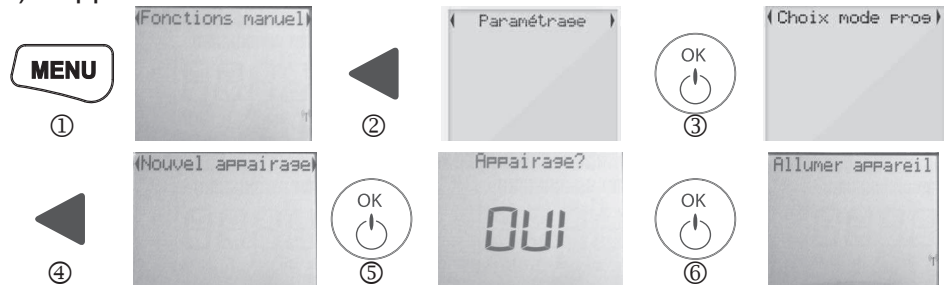 MENU
(Fonctions manuel)
( Paramétrage )
OK
(Choix mode prog)
① ② ③
(Nouvel appairage)
OK
Appairage?
OUI
OK
Allumer appareil
④ ⑤ ⑥